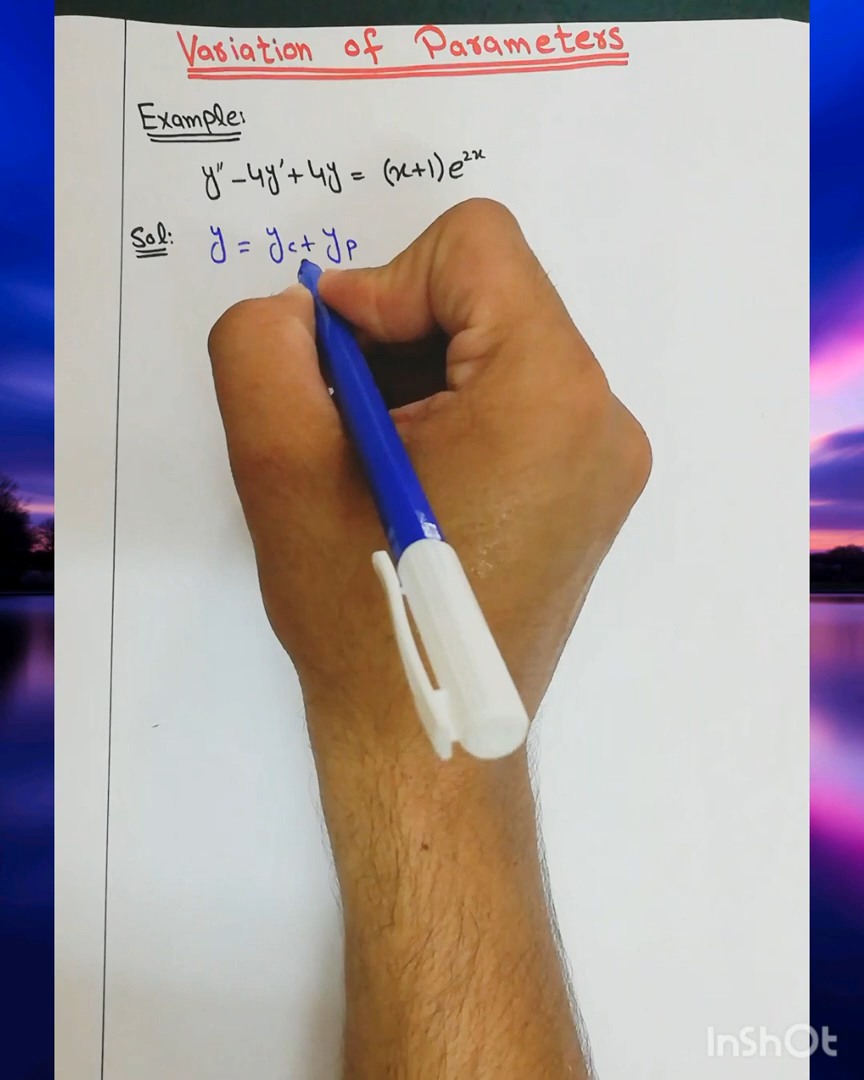 Variation of Parameters
Example:
y'' - 4y' + 4y = (x+1)e^{2x}
Sol: y = y_c + y_p
InShOt